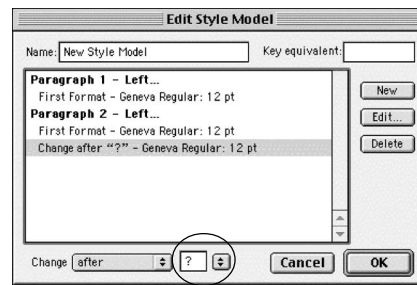 Edit Style Model
Name: New Style Model Key equivalent:
Paragraph 1 - Left...
First Format - Geneva Regular: 12 pt
Paragraph 2 - Left...
First Format - Geneva Regular: 12 pt
Change after “?” - Geneva Regular: 12 pt
New
Edit...
Delete
Change after ?
Cancel OK